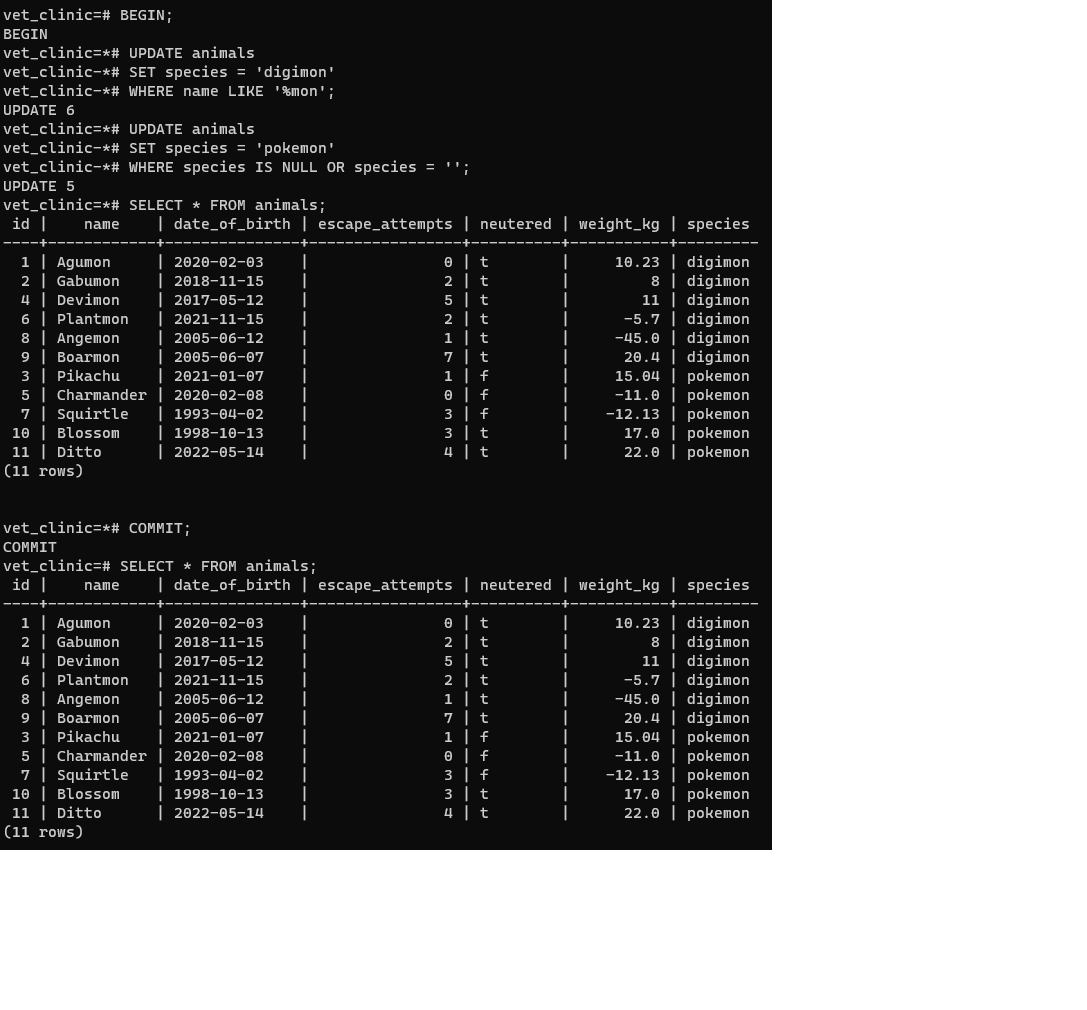 vet_clinic=# BEGIN;
BEGIN
vet_clinic=*# UPDATE animals
vet_clinic-*# SET species = 'digimon'
vet_clinic-*# WHERE name LIKE '%mon';
UPDATE 6
vet_clinic=*# UPDATE animals
vet_clinic-*# SET species = 'pokemon'
vet_clinic-*# WHERE species IS NULL OR species = '';
UPDATE 5
vet_clinic=*# SELECT * FROM animals;
 id |    name    | date_of_birth | escape_attempts | neutered | weight_kg | species
----+------------+---------------+-----------------+----------+-----------+---------
  1 | Agumon     | 2020-02-03    |               0 | t        |     10.23 | digimon
  2 | Gabumon    | 2018-11-15    |               2 | t        |         8 | digimon
  4 | Devimon    | 2017-05-12    |               5 | t        |        11 | digimon
  6 | Plantmon   | 2021-11-15    |               2 | t        |      -5.7 | digimon
  8 | Angemon    | 2005-06-12    |               1 | t        |     -45.0 | digimon
  9 | Boarmon    | 2005-06-07    |               7 | t        |      20.4 | digimon
  3 | Pikachu    | 2021-01-07    |               1 | f        |     15.04 | pokemon
  5 | Charmander | 2020-02-08    |               0 | f        |     -11.0 | pokemon
  7 | Squirtle   | 1993-04-02    |               3 | f        |    -12.13 | pokemon
 10 | Blossom    | 1998-10-13    |               3 | t        |      17.0 | pokemon
 11 | Ditto      | 2022-05-14    |               4 | t        |      22.0 | pokemon
(11 rows)
vet_clinic=*# COMMIT;
COMMIT
vet_clinic=# SELECT * FROM animals;
 id |    name    | date_of_birth | escape_attempts | neutered | weight_kg | species
----+------------+---------------+-----------------+----------+-----------+---------
  1 | Agumon     | 2020-02-03    |               0 | t        |     10.23 | digimon
  2 | Gabumon    | 2018-11-15    |               2 | t        |         8 | digimon
  4 | Devimon    | 2017-05-12    |               5 | t        |        11 | digimon
  6 | Plantmon   | 2021-11-15    |               2 | t        |      -5.7 | digimon
  8 | Angemon    | 2005-06-12    |               1 | t        |     -45.0 | digimon
  9 | Boarmon    | 2005-06-07    |               7 | t        |      20.4 | digimon
  3 | Pikachu    | 2021-01-07    |               1 | f        |     15.04 | pokemon
  5 | Charmander | 2020-02-08    |               0 | f        |     -11.0 | pokemon
  7 | Squirtle   | 1993-04-02    |               3 | f        |    -12.13 | pokemon
 10 | Blossom    | 1998-10-13    |               3 | t        |      17.0 | pokemon
 11 | Ditto      | 2022-05-14    |               4 | t        |      22.0 | pokemon
(11 rows)